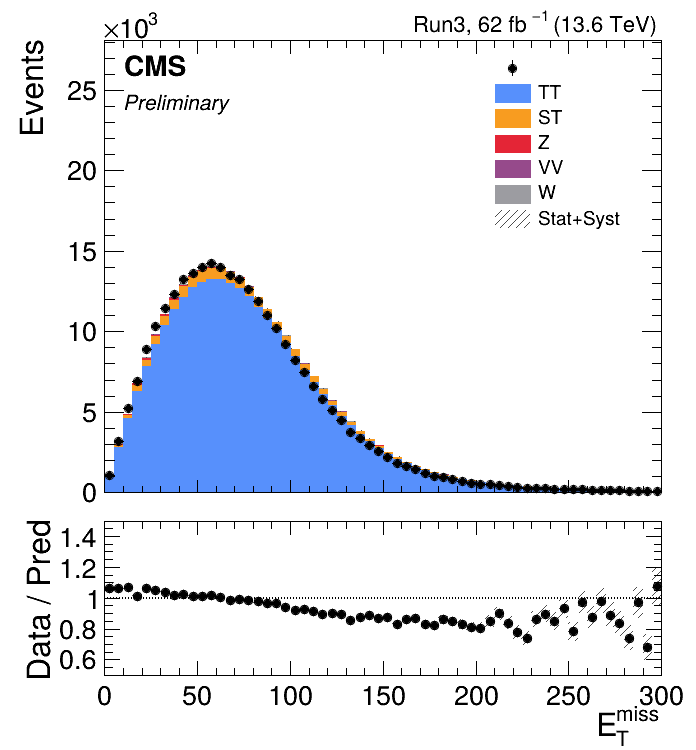 ×10³
Run3, 62 fb⁻¹ (13.6 TeV)
CMS
Preliminary
Events
25
20
15
10
5
0
TT
ST
Z
VV
W
Stat+Syst
Data / Pred
1.4
1.2
1
0.8
0.6
0 50 100 150 200 250 300
E_T^miss